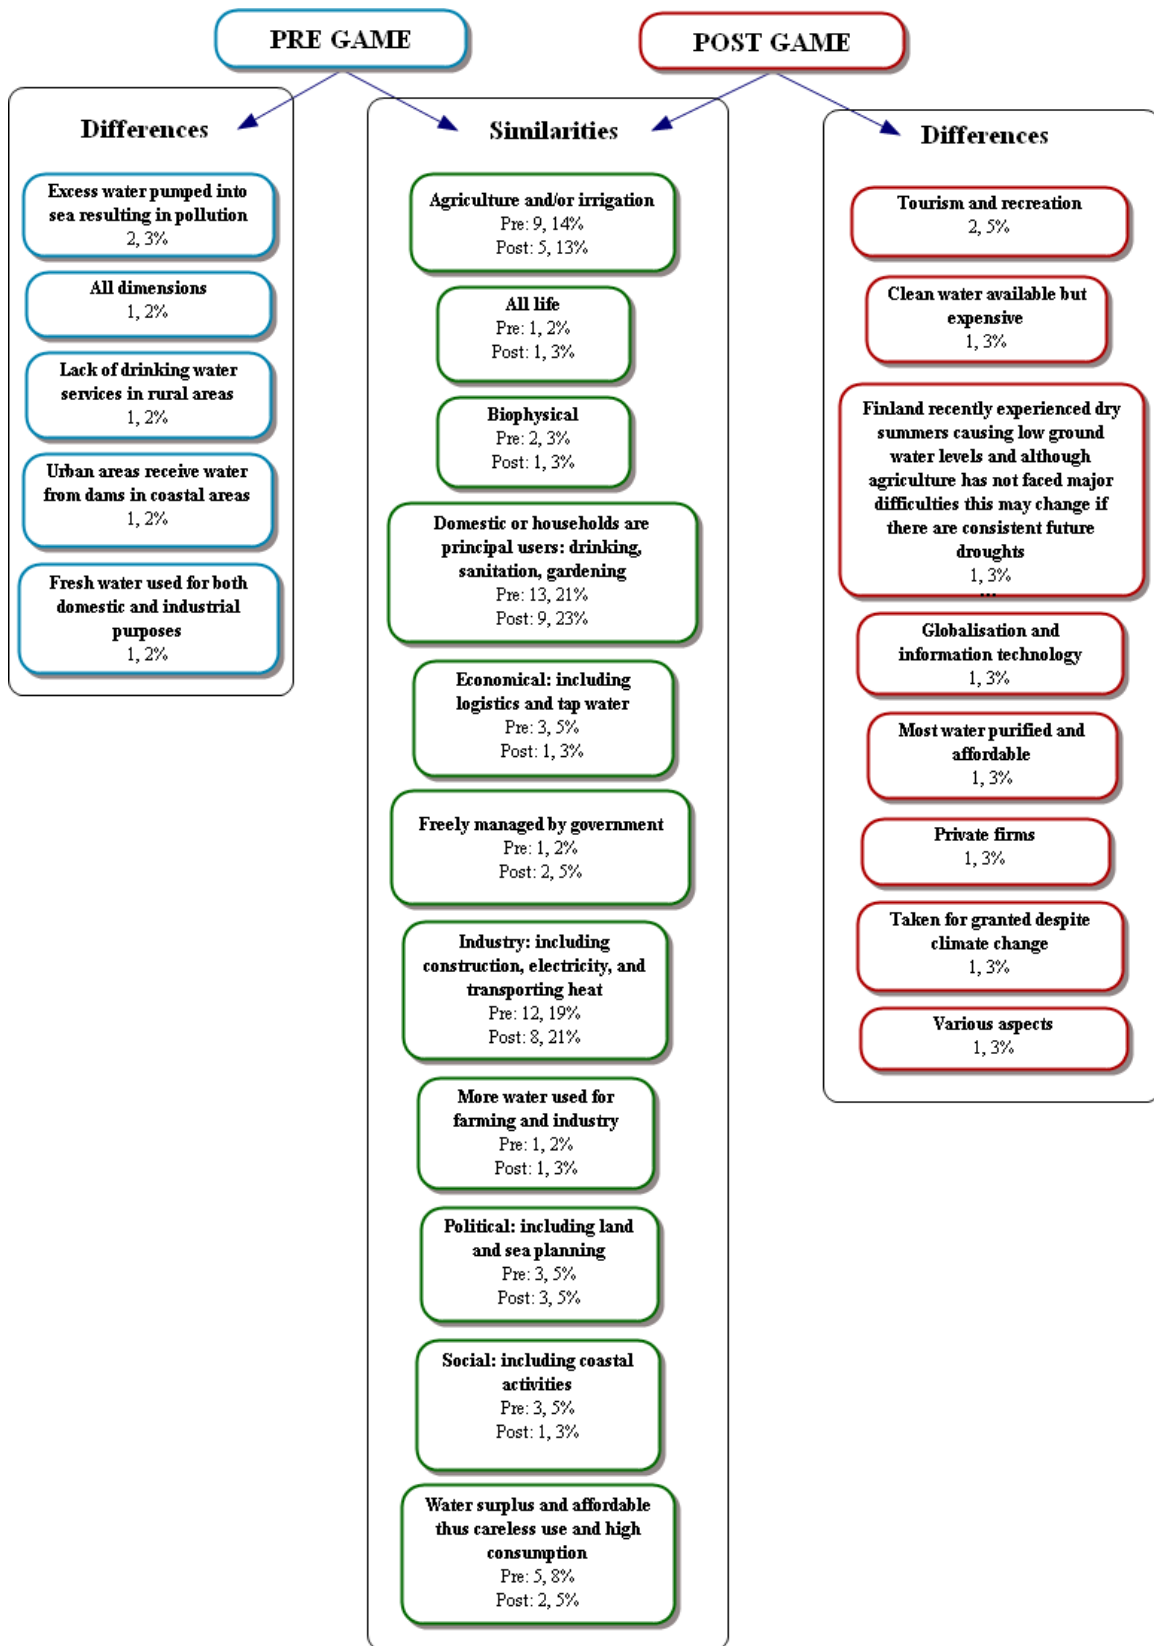 PRE GAME
POST GAME
Differences
Excess water pumped into
sea resulting in pollution
2, 3%
All dimensions
1, 2%
Lack of drinking water
services in rural areas
1, 2%
Urban areas receive water
from dams in coastal areas
1, 2%
Fresh water used for both
domestic and industrial
purposes
1, 2%
Similarities
Agriculture and/or irrigation
Pre: 9, 14%
Post: 5, 13%
All life
Pre: 1, 2%
Post: 1, 3%
Biophysical
Pre: 2, 3%
Post: 1, 3%
Domestic or households are
principal users: drinking,
sanitation, gardening
Pre: 13, 21%
Post: 9, 23%
Economical: including
logistics and tap water
Pre: 3, 5%
Post: 1, 3%
Freely managed by government
Pre: 1, 2%
Post: 2, 5%
Industry: including
construction, electricity, and
transporting heat
Pre: 12, 19%
Post: 8, 21%
More water used for
farming and industry
Pre: 1, 2%
Post: 1, 3%
Political: including land
and sea planning
Pre: 3, 5%
Post: 3, 5%
Social: including coastal
activities
Pre: 3, 5%
Post: 1, 3%
Water surplus and affordable
thus careless use and high
consumption
Pre: 5, 8%
Post: 2, 5%
Differences
Tourism and recreation
2, 5%
Clean water available but
expensive
1, 3%
Finland recently experienced dry
summers causing low ground
water levels and although
agriculture has not faced major
difficulties this may change if
there are consistent future
droughts
1, 3%
...
Globalisation and
information technology
1, 3%
Most water purified and
affordable
1, 3%
Private firms
1, 3%
Taken for granted despite
climate change
1, 3%
Various aspects
1, 3%